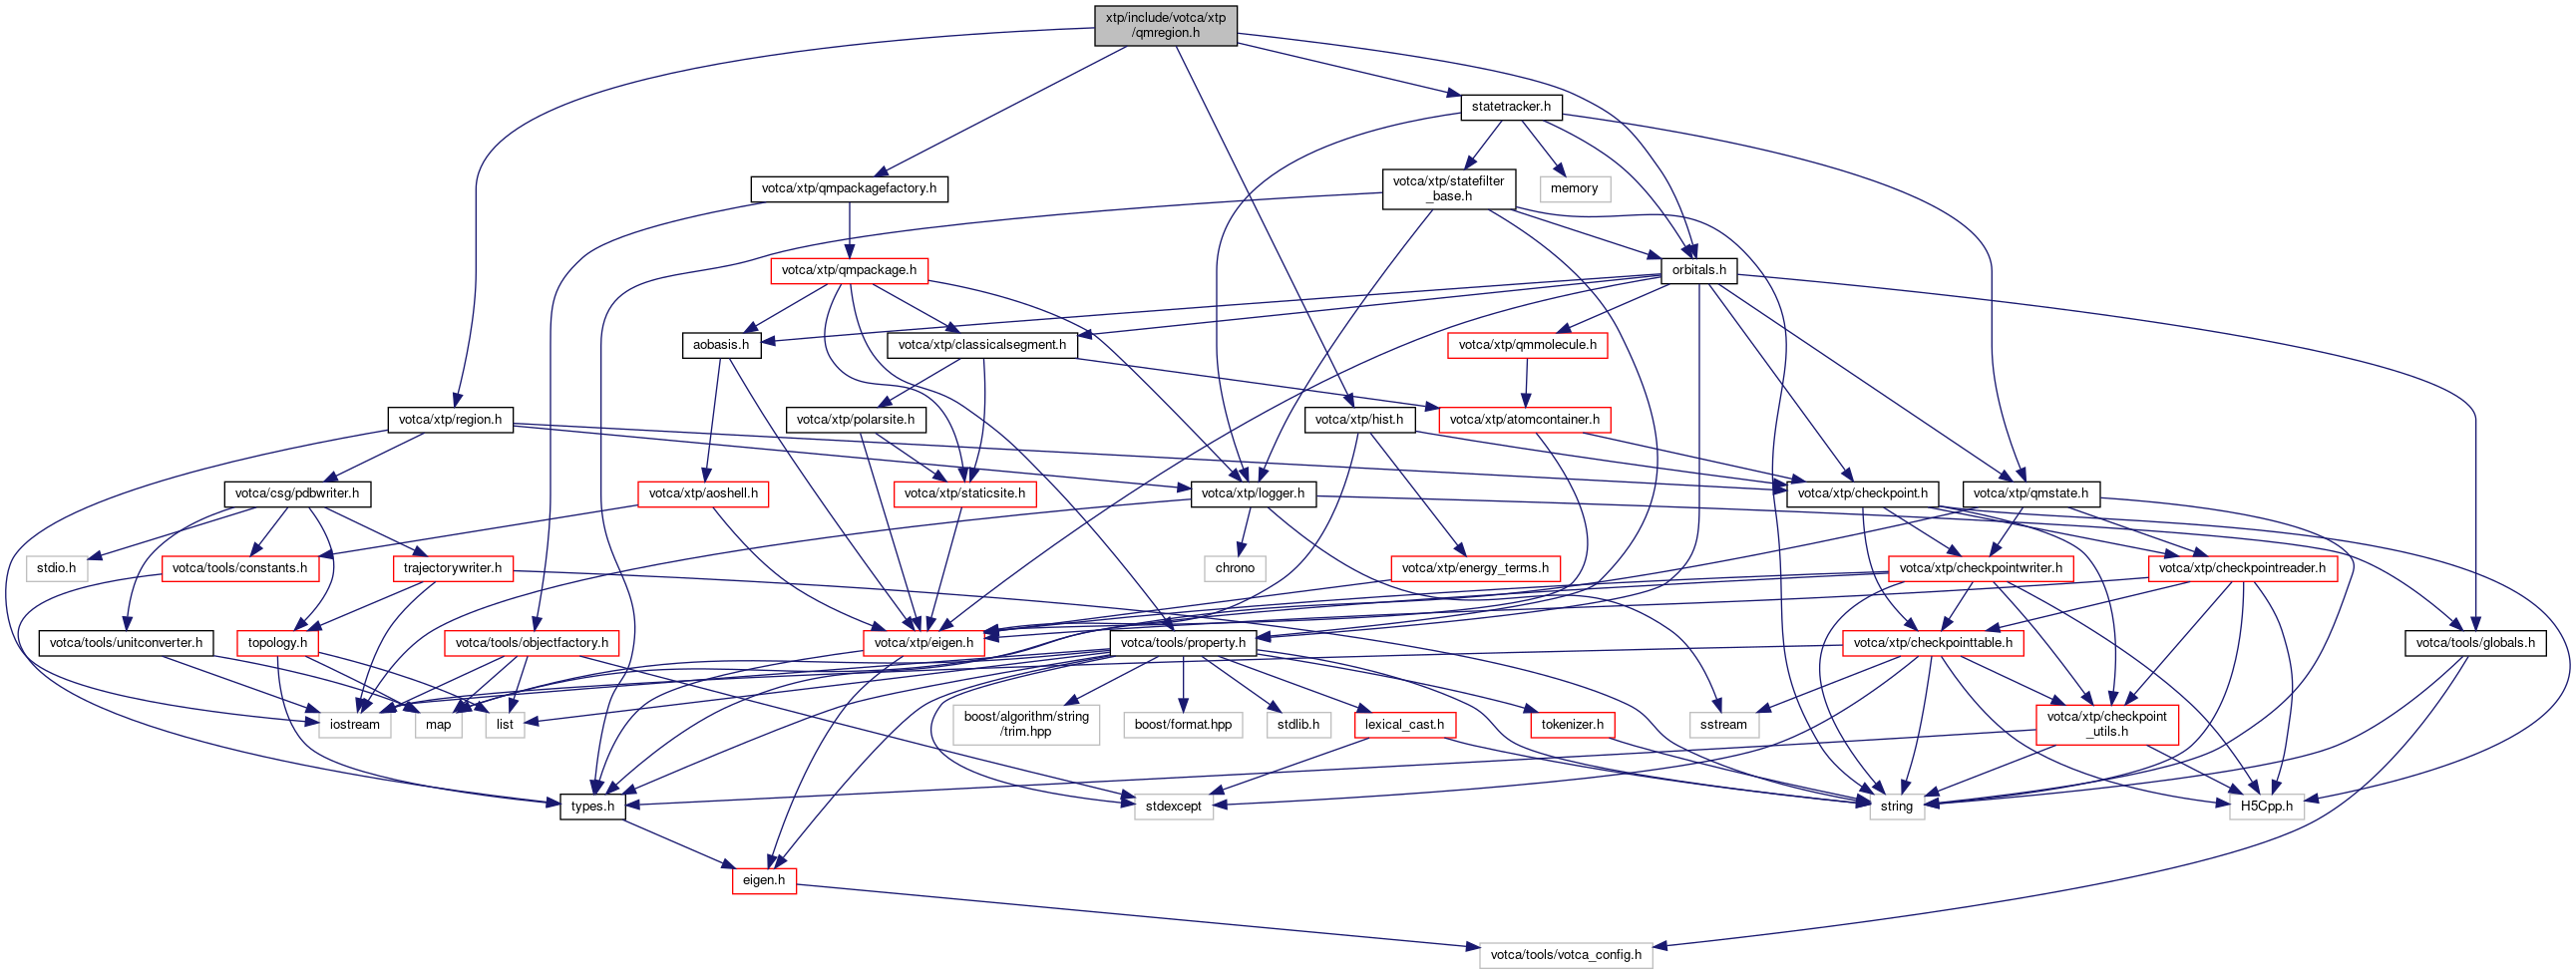 xtp/include/votca/xtp
/qmregion.h
statetracker.h
votca/xtp/qmpackagefactory.h
votca/xtp/statefilter
_base.h
memory
votca/xtp/qmpackage.h
orbitals.h
aobasis.h
votca/xtp/classicalsegment.h
votca/xtp/qmmolecule.h
votca/xtp/region.h
votca/xtp/polarsite.h
votca/xtp/hist.h
votca/xtp/atomcontainer.h
votca/csg/pdbwriter.h
votca/xtp/aoshell.h
votca/xtp/staticsite.h
votca/xtp/logger.h
votca/xtp/checkpoint.h
votca/xtp/qmstate.h
stdio.h
votca/tools/constants.h
trajectorywriter.h
chrono
votca/xtp/energy_terms.h
votca/xtp/checkpointwriter.h
votca/xtp/checkpointreader.h
votca/tools/unitconverter.h
topology.h
votca/tools/objectfactory.h
votca/xtp/eigen.h
votca/tools/property.h
votca/xtp/checkpointtable.h
votca/tools/globals.h
iostream
map
list
boost/algorithm/string
/trim.hpp
boost/format.hpp
stdlib.h
lexical_cast.h
tokenizer.h
sstream
votca/xtp/checkpoint
_utils.h
types.h
stdexcept
string
H5Cpp.h
eigen.h
votca/tools/votca_config.h